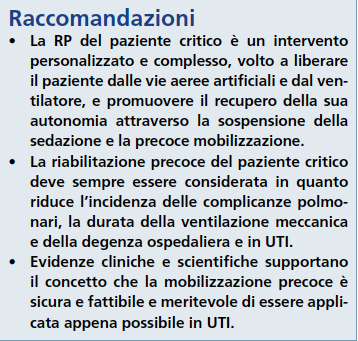 Raccomandazioni
• La RP del paziente critico è un intervento
personalizzato e complesso, volto a liberare
il paziente dalle vie aeree artificiali e dal ven-
tilatore, e promuovere il recupero della sua
autonomia attraverso la sospensione della
sedazione e la precoce mobilizzazione.
• La riabilitazione precoce del paziente critico
deve sempre essere considerata in quanto
riduce l'incidenza delle complicanze polmo-
nari, la durata della ventilazione meccanica
e della degenza ospedaliera e in UTI.
• Evidenze cliniche e scientifiche supportano
il concetto che la mobilizzazione precoce è
sicura e fattibile e meritevole di essere appli-
cata appena possibile in UTI.